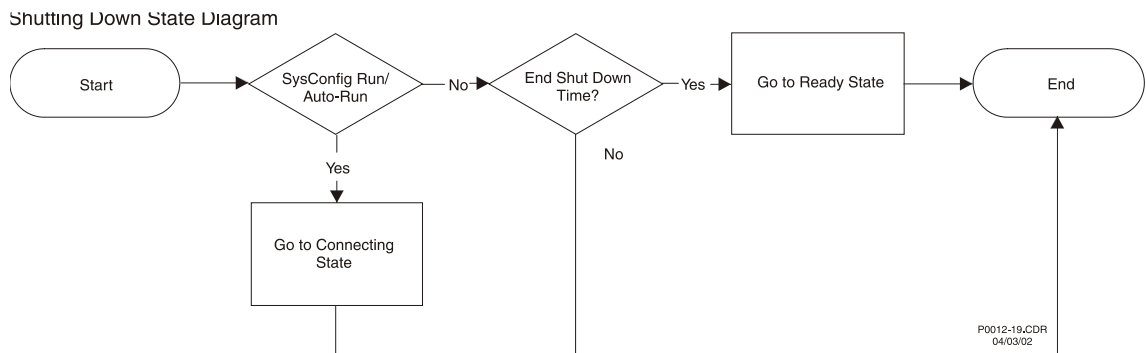 Shutting Down State Diagram
Start
SysConfig Run/
Auto-Run
No
End Shut Down
Time?
Yes
Go to Ready State
End
No
Yes
Go to Connecting
State
P0012-19.CDR
04/03/02